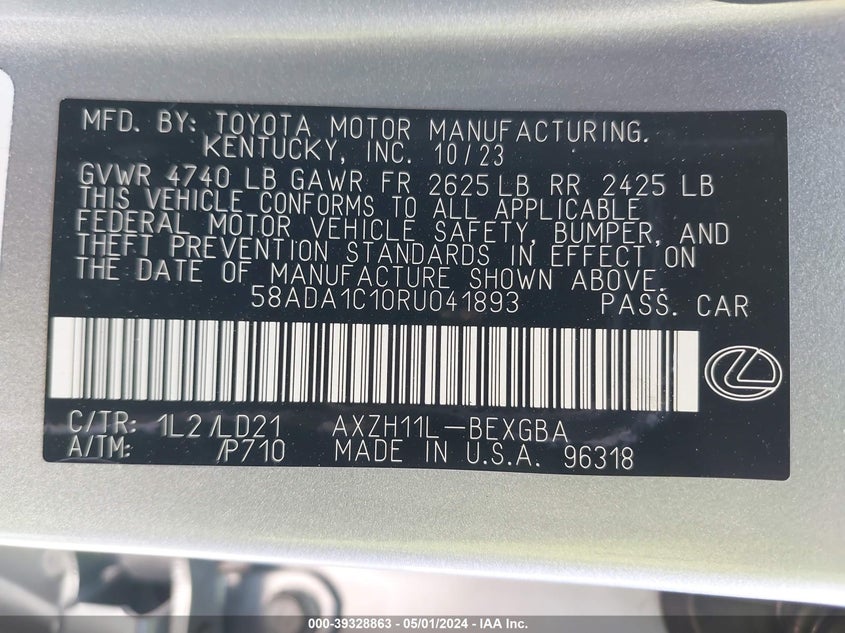 MFD. BY: TOYOTA MOTOR MANUFACTURING.
KENTUCKY, INC. 10/23
GVWR 4740 LB GAWR FR 2625 LB RR 2425 LB
THIS VEHICLE CONFORMS TO ALL APPLICABLE
FEDERAL MOTOR VEHICLE SAFETY, BUMPER, AND
THEFT PREVENTION STANDARDS IN EFFECT ON
THE DATE OF MANUFACTURE SHOWN ABOVE.
58ADA1C10RU041893 PASS. CAR
C/TR: 1L2/LD21 AXZH11L-BEXGBA
A/TM: /P710 MADE IN U.S.A. 96318
000-39328863 - 05/01/2024 - IAA Inc.